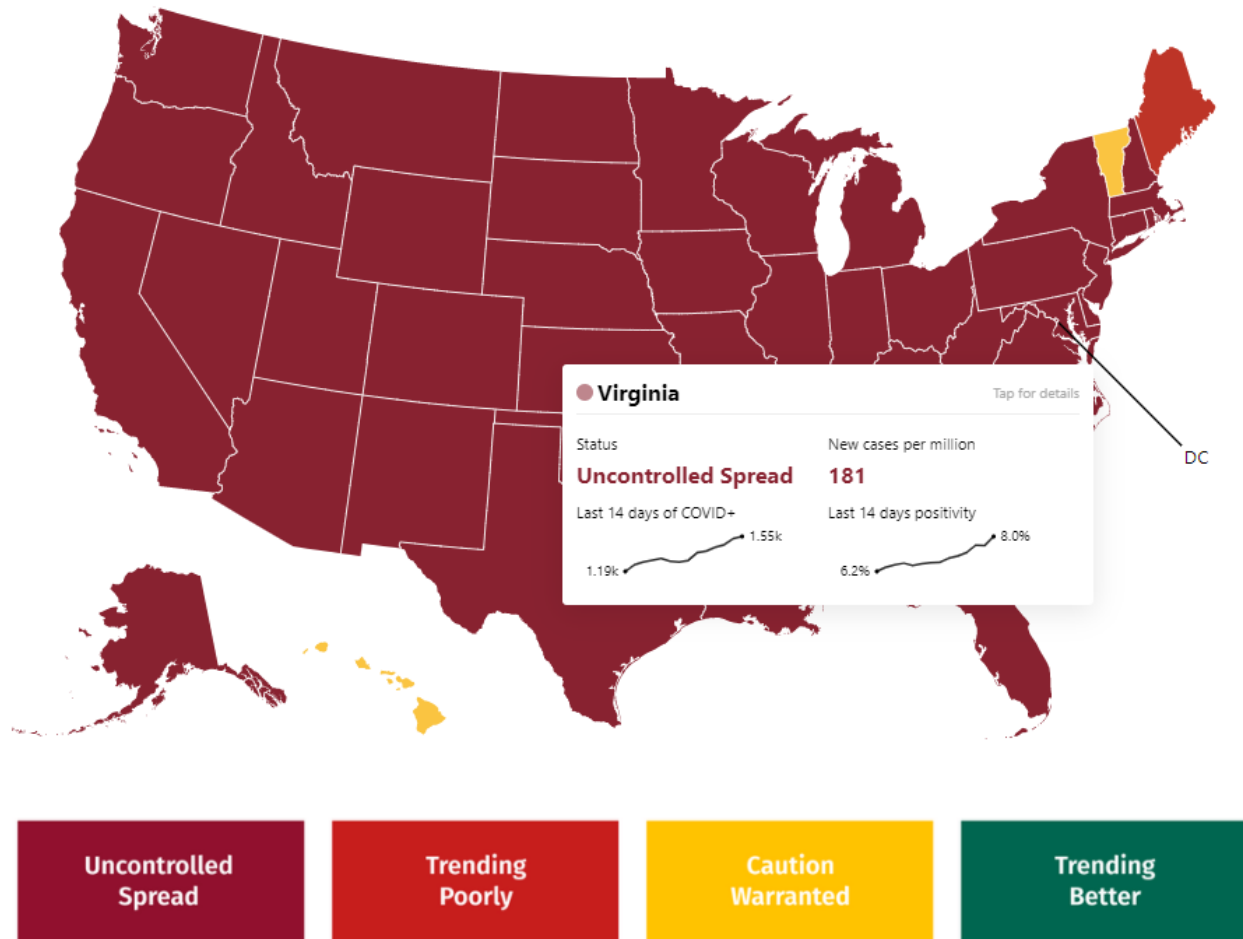 Virginia
Tap for details
Status
New cases per million
Uncontrolled Spread
181
Last 14 days of COVID+
Last 14 days positivity
1.19k
1.55k
6.2%
8.0%
DC
Uncontrolled
Spread
Trending
Poorly
Caution
Warranted
Trending
Better